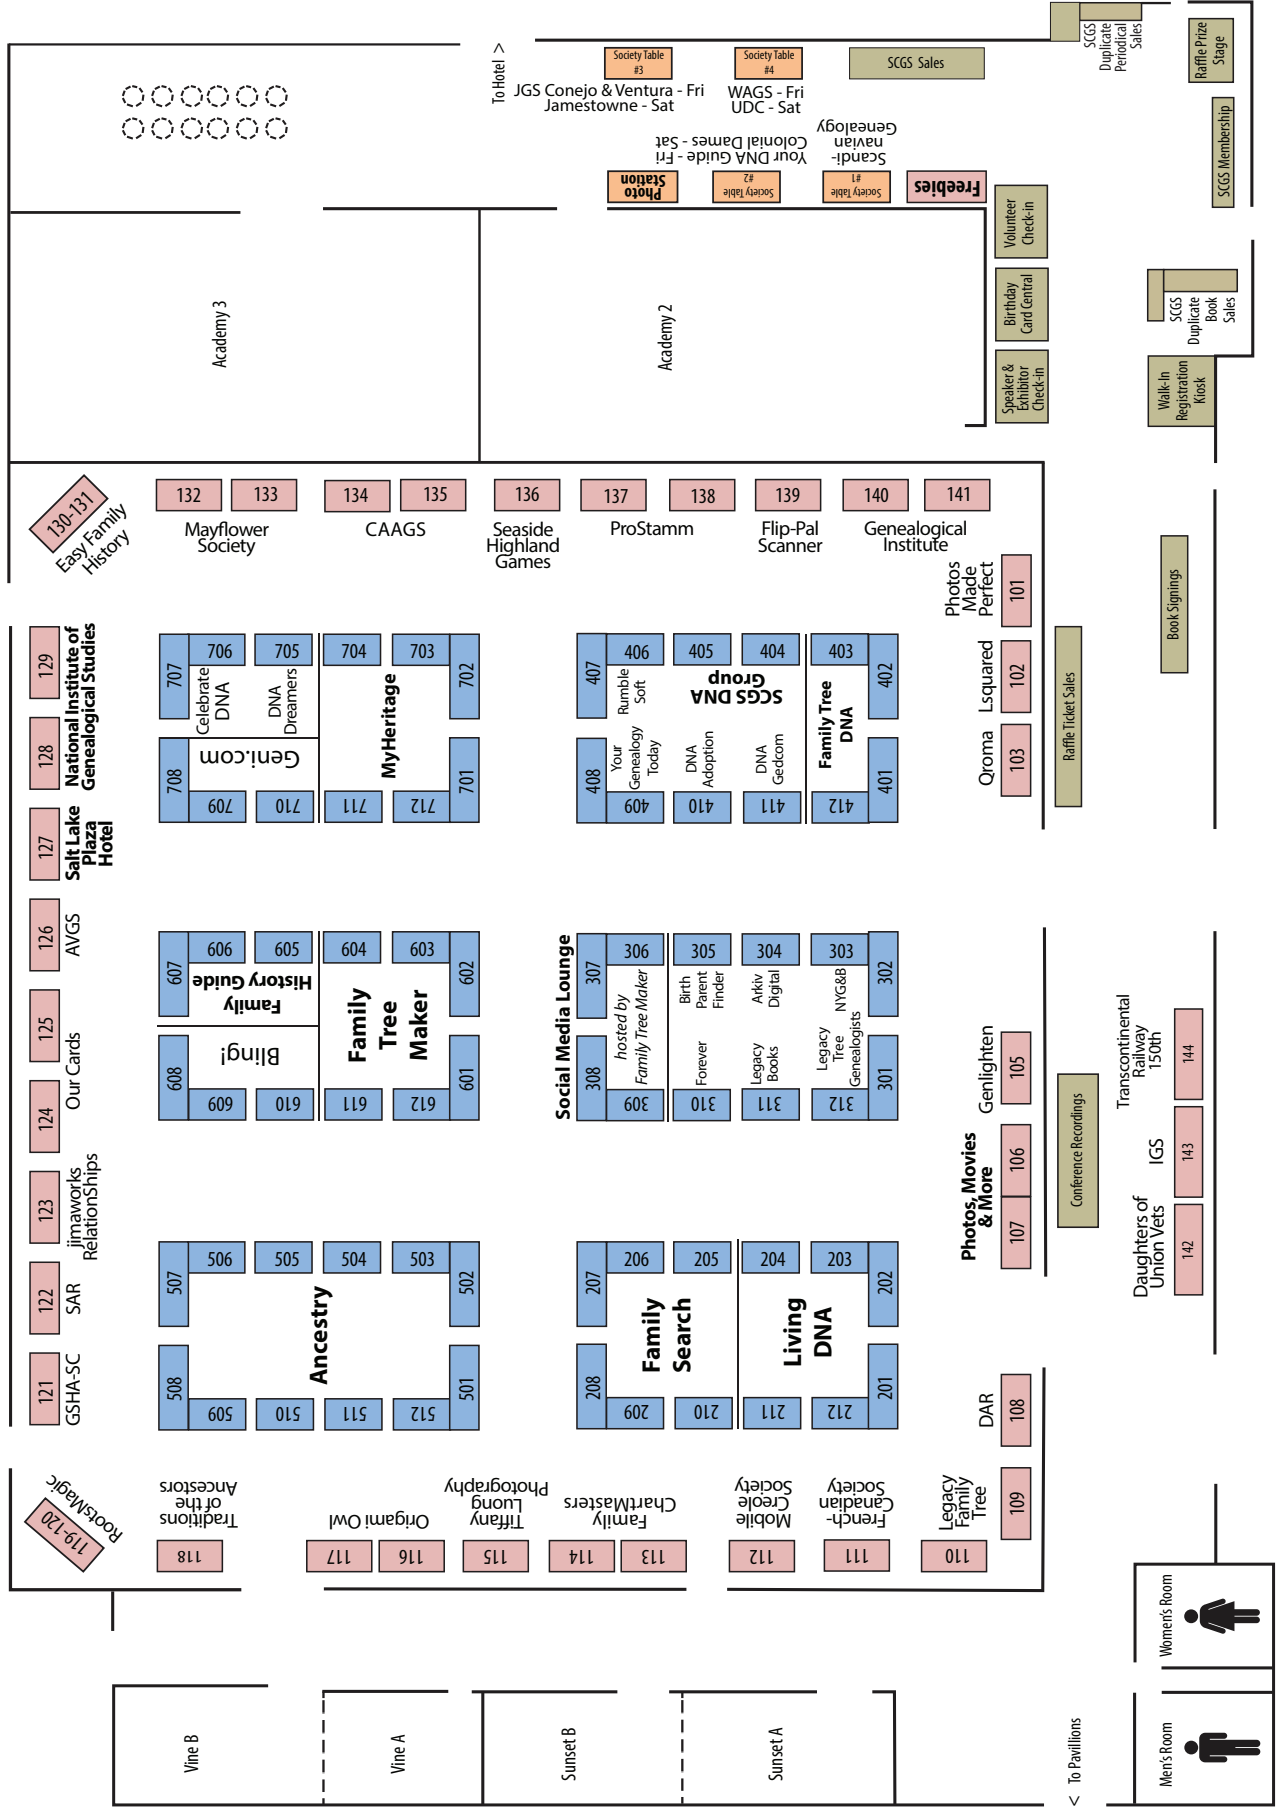 To Hotel >
Society Table
#3
JGS Conejo & Ventura - Fri
Jamestowne - Sat
Society Table
#4
WAGS - Fri
UDC - Sat
SCGS Sales
SCGS
Duplicate
Periodical
Sales
Raffle Prize
Stage
SCGS Membership
Photo
Station
Your DNA Guide - Fri
Colonial Dames - Sat
Society Table
#2
Scandi-
navian
Genealogy
Society Table
#1
Freebies
Volunteer
Check-in
Birthday
Card Central
Speaker &
Exhibitor
Check-in
SCGS
Duplicate
Book
Sales
Walk-In
Registration
Kiosk
Academy 3
Academy 2
130-131
Easy Family
History
132
133
Mayflower
Society
134
135
CAAGS
136
Seaside
Highland
Games
137
138
ProStamm
139
Flip-Pal
Scanner
140
141
Genealogical
Institute
101
Photos
Made
Perfect
102
Lsquared
103
Qroma
Raffle Ticket Sales
Book Signings
129
128
National Institute of
Genealogical Studies
127
Salt Lake
Plaza
Hotel
126
AVGS
125
124
Our Cards
123
jimaworks
RelationShips
122
SAR
121
GSHA-SC
119-120
RootsMagic
707
706
705
704
703
702
Celebrate
DNA
DNA
Dreamers
Geni.com
MyHeritage
708
709
710
711
712
701
407
406
405
404
403
402
Rumble
Soft
SCGS DNA
Group
Family Tree
DNA
Your
Genealogy
Today
DNA
Adoption
DNA
Gedcom
408
409
410
411
412
401
607
606
605
604
603
602
Family
History Guide
Bling!
Family
Tree
Maker
608
609
610
611
612
601
Social Media Lounge
307
306
305
304
303
302
hosted by
Family Tree Maker
Birth
Parent
Finder
Arkiv
Digital
NYG&B
Forever
Legacy
Books
Legacy
Tree
Genealogists
308
309
310
311
312
301
105
Genlighten
106
107
Photos, Movies
& More
Conference Recordings
Transcontinental
Railway
150th
144
IGS
143
Daughters of
Union Vets
142
507
506
505
504
503
502
Ancestry
508
509
510
511
512
501
207
206
205
204
203
202
Family
Search
Living
DNA
208
209
210
211
212
201
DAR
108
Legacy
Family
Tree
109
110
118
Traditions
of the
Ancestors
117
116
Origami Owl
115
Tiffany
Luong
Photography
114
113
Family
ChartMasters
112
Mobile
Creole
Society
111
French-
Canadian
Society
Vine B
Vine A
Sunset B
Sunset A
< To Pavillions
Women's Room
Men's Room